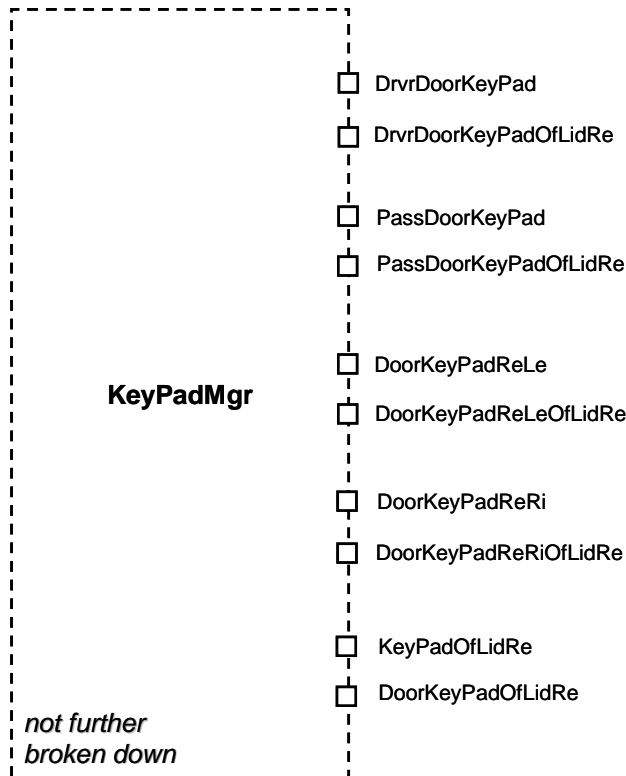 DrvrDoorKeyPad
DrvrDoorKeyPadOfLidRe
PassDoorKeyPad
PassDoorKeyPadOfLidRe
DoorKeyPadReLe
KeyPadMgr
DoorKeyPadReLeOfLidRe
DoorKeyPadReRi
DoorKeyPadReRiOfLidRe
KeyPadOfLidRe
DoorKeyPadOfLidRe
not further
broken down